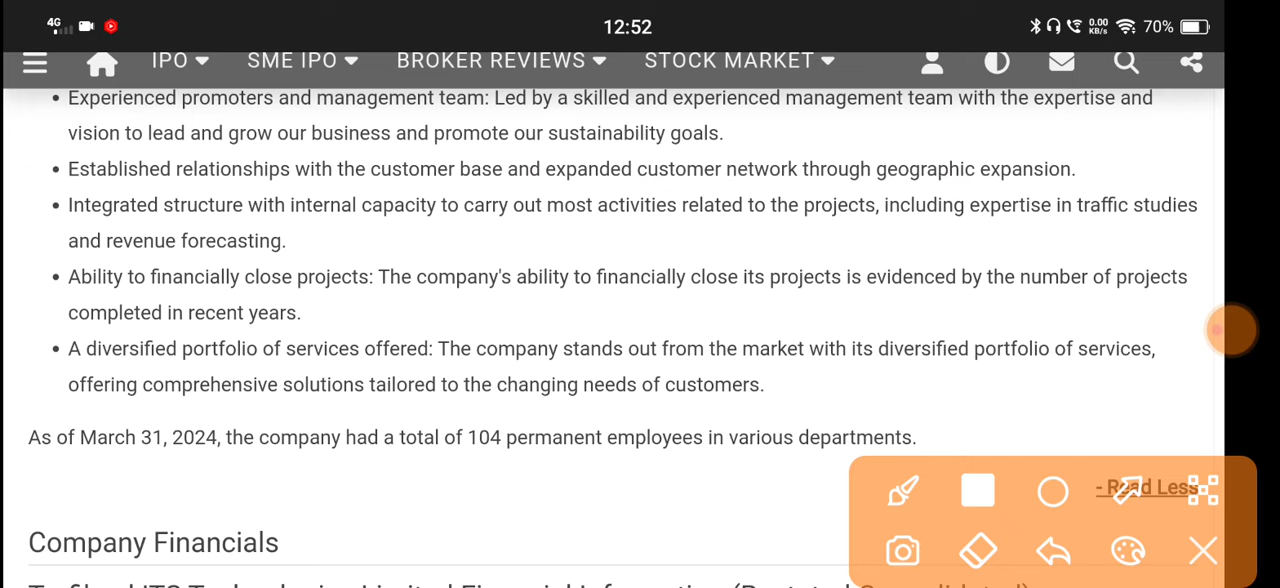 4G 12:52 0.00 KB/s 70%
IPO SME IPO BROKER REVIEWS STOCK MARKET
• Experienced promoters and management team: Led by a skilled and experienced management team with the expertise and
vision to lead and grow our business and promote our sustainability goals.
• Established relationships with the customer base and expanded customer network through geographic expansion.
• Integrated structure with internal capacity to carry out most activities related to the projects, including expertise in traffic studies
and revenue forecasting.
• Ability to financially close projects: The company's ability to financially close its projects is evidenced by the number of projects
completed in recent years.
• A diversified portfolio of services offered: The company stands out from the market with its diversified portfolio of services,
offering comprehensive solutions tailored to the changing needs of customers.
As of March 31, 2024, the company had a total of 104 permanent employees in various departments.
- Read Less
Company Financials
Limited Financial Information (Restated Consolidated)